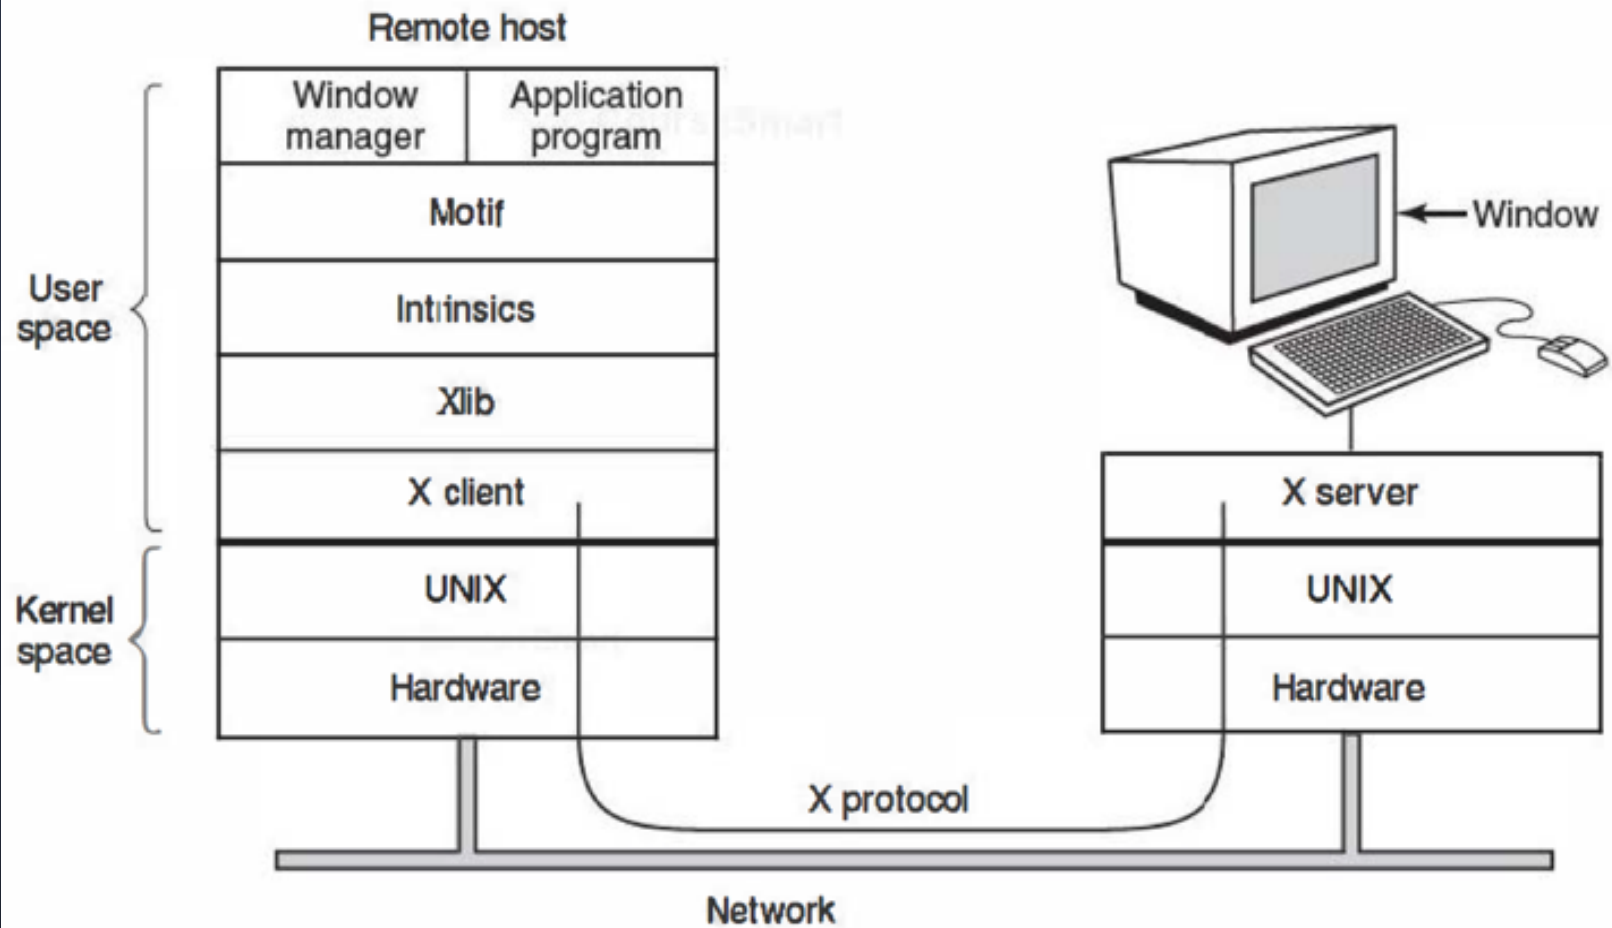 Remote host
Window
manager
Application
program
Motif
Window
User
space
Intrinsics
Xlib
X client
X server
Kernel
space
UNIX
UNIX
Hardware
Hardware
X protocol
Network